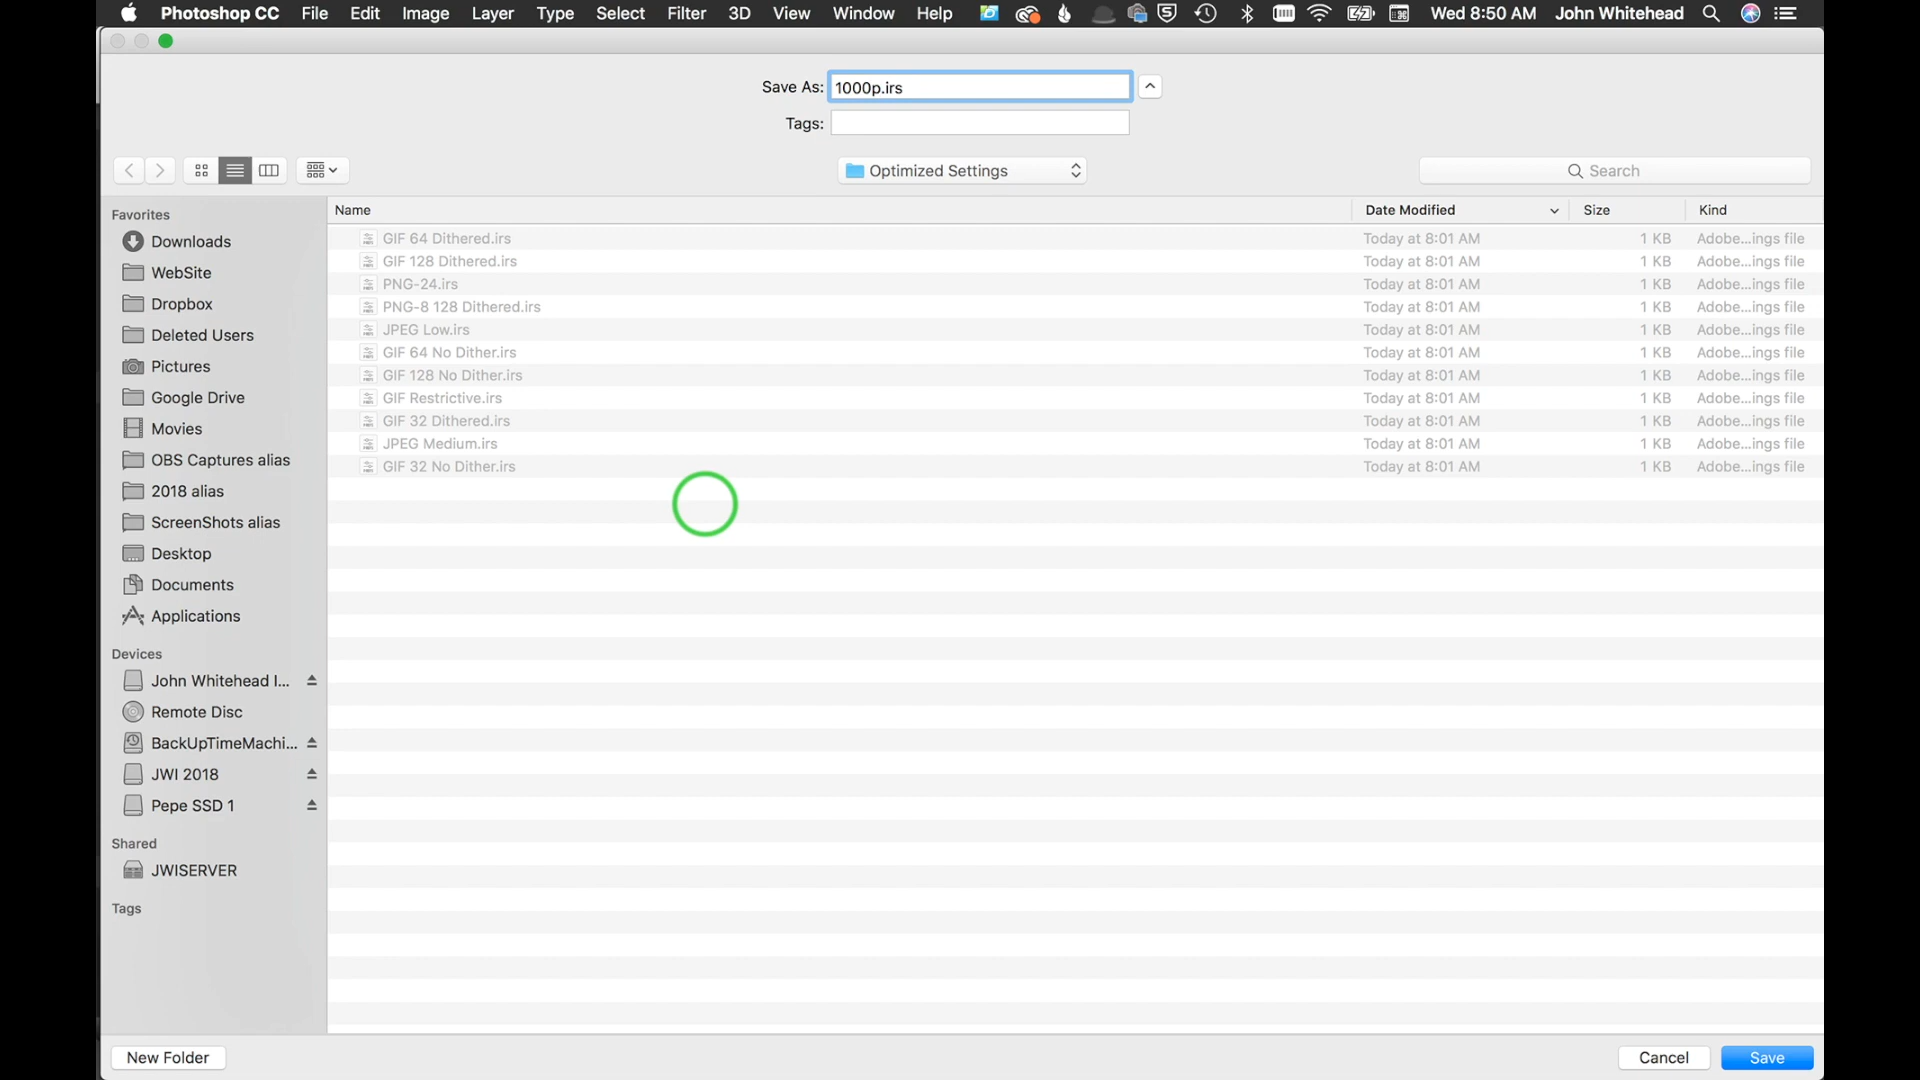 Photoshop CC File Edit Image Layer Type Select Filter 3D View Window Help Wed 8:50 AM John Whitehead
Save As: 1000p.irs
Tags:
Optimized Settings Search
Name Date Modified Size Kind
Favorites
Downloads
WebSite
Dropbox
Deleted Users
Pictures
Google Drive
Movies
OBS Captures alias
2018 alias
ScreenShots alias
Desktop
Documents
Applications
Devices
John Whitehead I...
Remote Disc
BackUpTimeMachi...
JWI 2018
Pepe SSD 1
Shared
JWISERVER
Tags
GIF 64 Dithered.irs Today at 8:01 AM 1 KB Adobe...ings file
GIF 128 Dithered.irs Today at 8:01 AM 1 KB Adobe...ings file
PNG-24.irs Today at 8:01 AM 1 KB Adobe...ings file
PNG-8 128 Dithered.irs Today at 8:01 AM 1 KB Adobe...ings file
JPEG Low.irs Today at 8:01 AM 1 KB Adobe...ings file
GIF 64 No Dither.irs Today at 8:01 AM 1 KB Adobe...ings file
GIF 128 No Dither.irs Today at 8:01 AM 1 KB Adobe...ings file
GIF Restrictive.irs Today at 8:01 AM 1 KB Adobe...ings file
GIF 32 Dithered.irs Today at 8:01 AM 1 KB Adobe...ings file
JPEG Medium.irs Today at 8:01 AM 1 KB Adobe...ings file
GIF 32 No Dither.irs Today at 8:01 AM 1 KB Adobe...ings file
New Folder Cancel Save